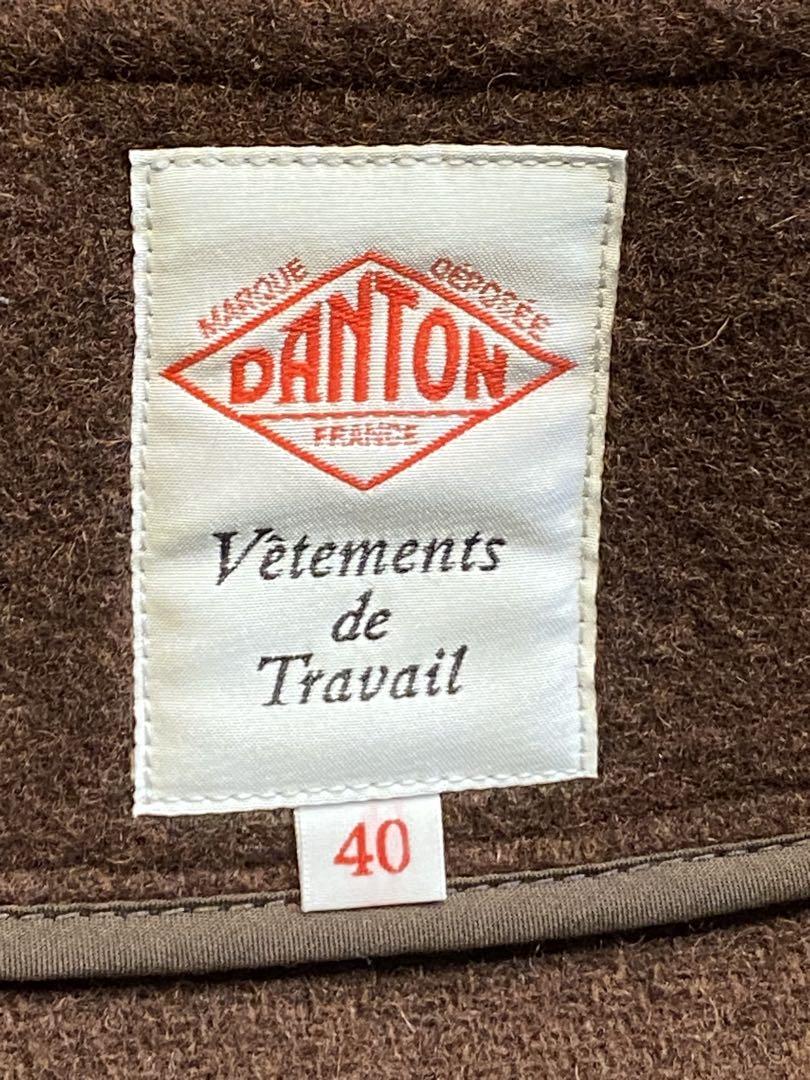 MARQUE DÉPOSÉE
DANTON
FRANCE
Vêtements
de
Travail
40